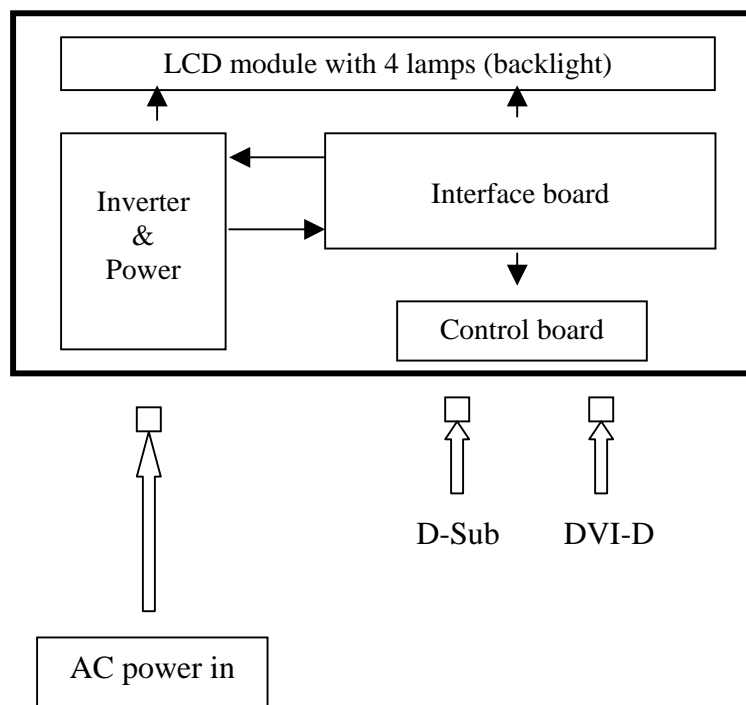 LCD module with 4 lamps (backlight)
Inverter
&
Power
Interface board
Control board
D-Sub
DVI-D
AC power in